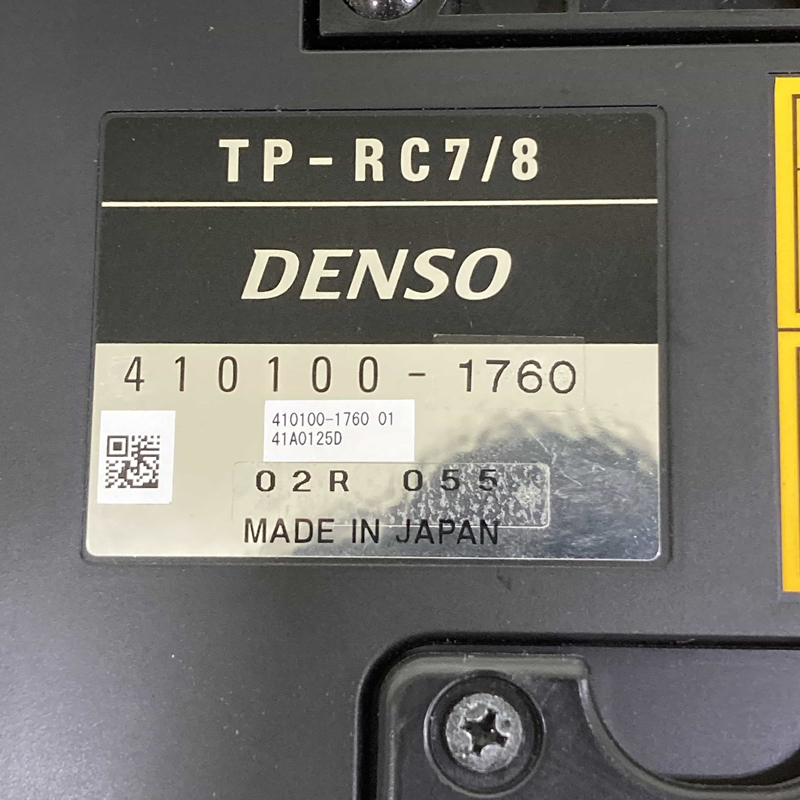 TP-RC7/8
DENSO
410100-1760
410100-1760 01
41A0125D
02R 055
MADE IN JAPAN